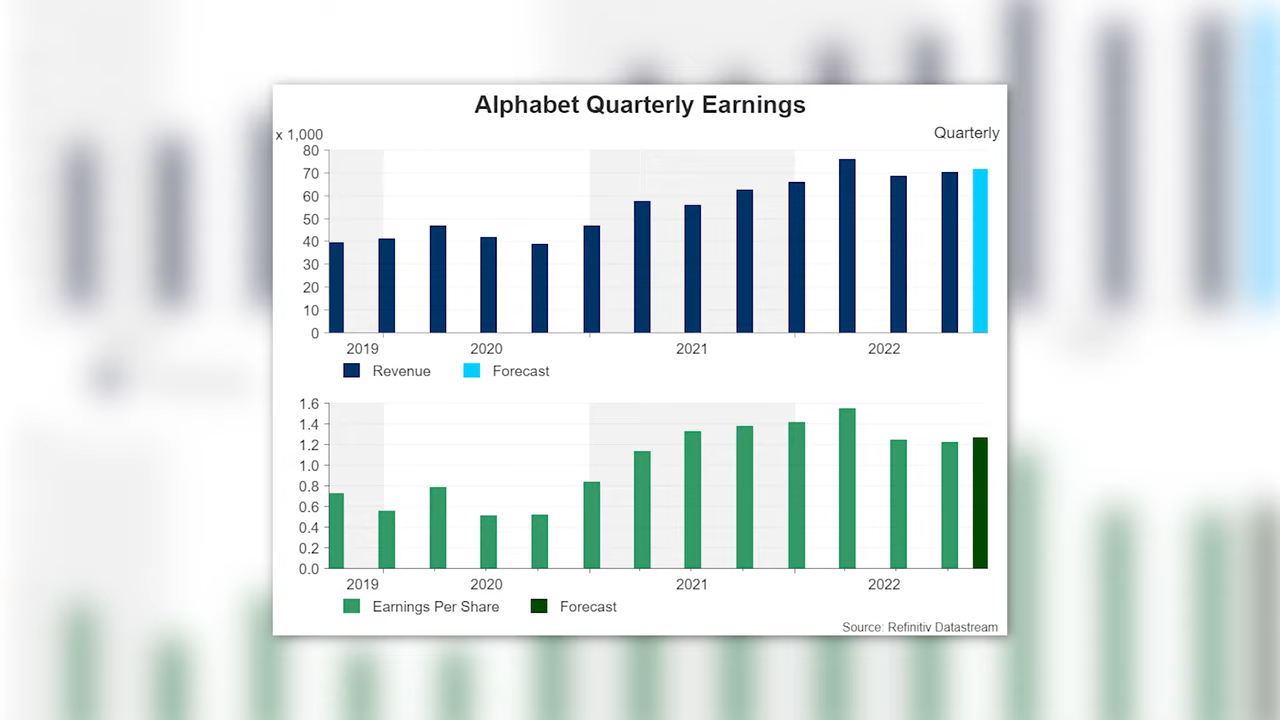 Alphabet Quarterly Earnings
x 1,000
Quarterly
80
70
60
50
40
30
20
10
0
2019 2020 2021 2022
Revenue Forecast
1.6
1.4
1.2
1.0
0.8
0.6
0.4
0.2
0.0
2019 2020 2021 2022
Earnings Per Share Forecast
Source: Refinitiv Datastream